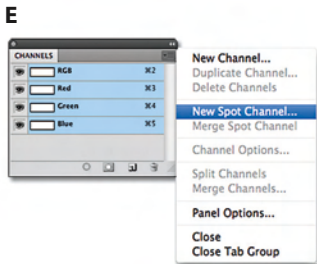 E
CHANNELS
RGB ⌘2
Red ⌘3
Green ⌘4
Blue ⌘5
New Channel...
Duplicate Channel...
Delete Channels
New Spot Channel...
Merge Spot Channel
Channel Options...
Split Channels
Merge Channels...
Panel Options...
Close
Close Tab Group